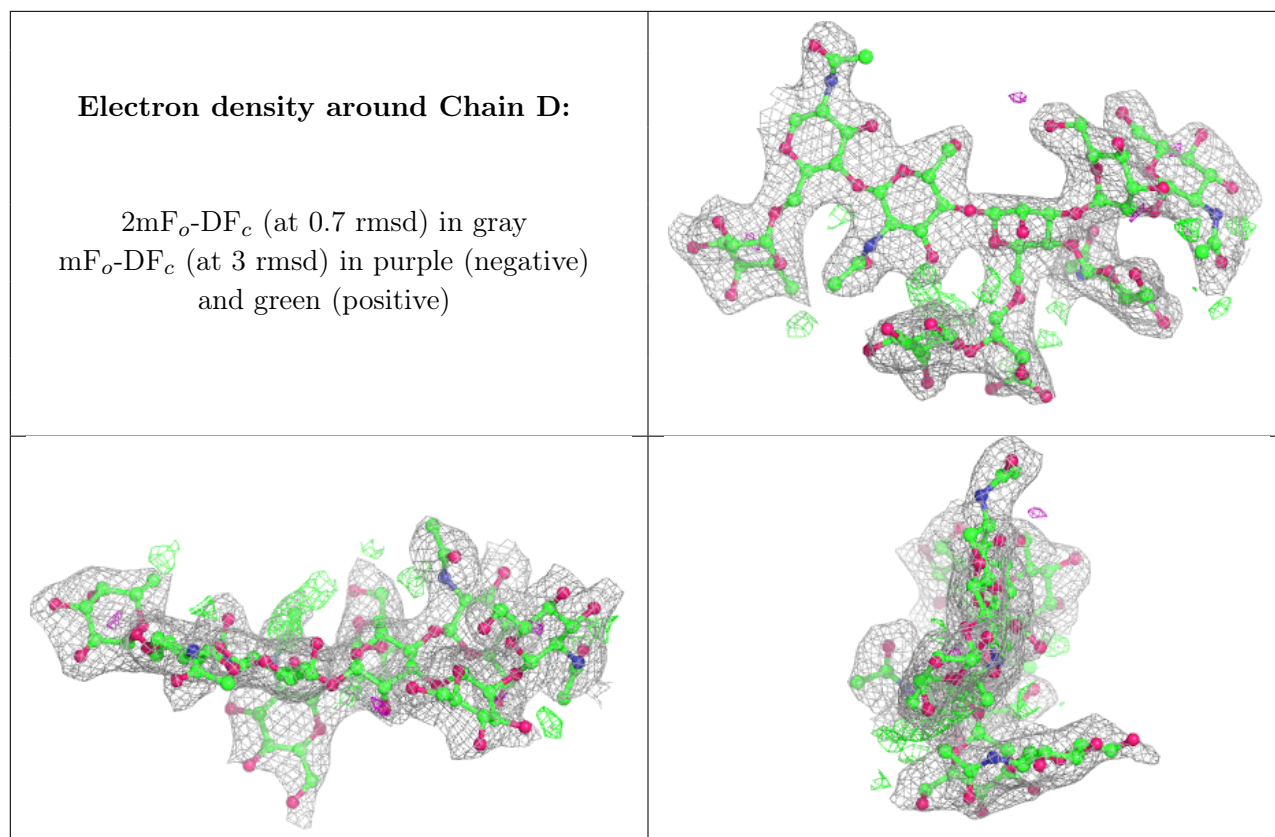 Electron density around Chain D:
2mFo-DFc (at 0.7 rmsd) in gray
mFo-DFc (at 3 rmsd) in purple (negative)
and green (positive)